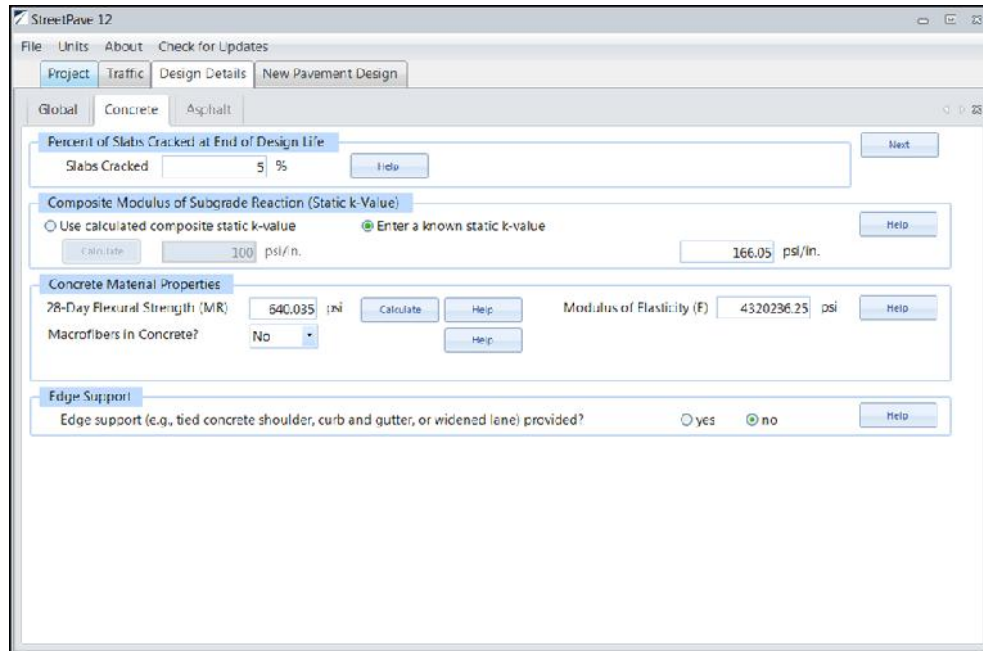 StreetPave 12
File Units About Check for Updates
Project Traffic Design Details New Pavement Design
Global Concrete Asphalt
Percent of Slabs Cracked at End of Design Life
Slabs Cracked 5 % Help
Next
Composite Modulus of Subgrade Reaction (Static k-Value)
Use calculated composite static k-value Enter a known static k-value Help
Calculate 100 psi/in. 166.05 psi/in.
Concrete Material Properties
28-Day Flexural Strength (MR) 640.035 psi Calculate Help Modulus of Elasticity (E) 4320236.25 psi Help
Macrofibers in Concrete? No Help
Edge Support
Edge support (e.g., tied concrete shoulder, curb and gutter, or widened lane) provided? yes no Help